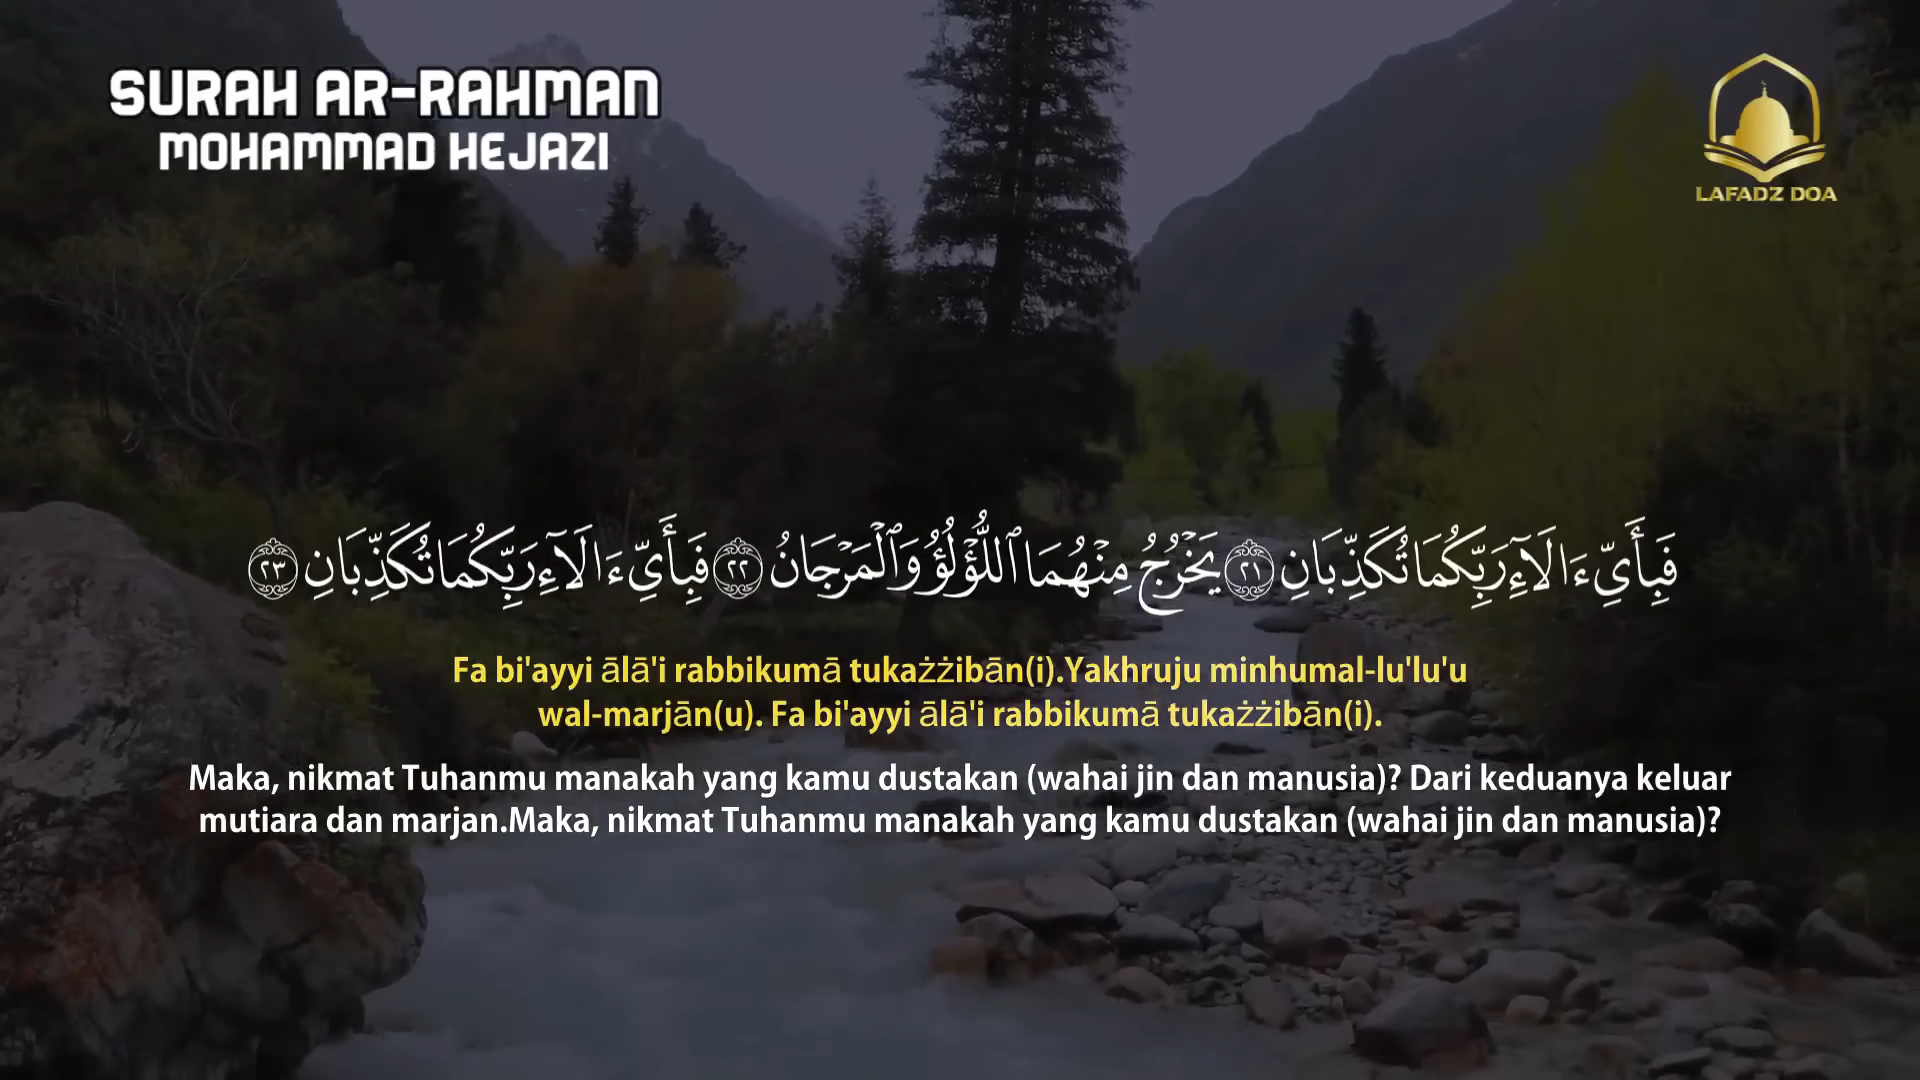 SURAH AR-RAHMAN
MOHAMMAD HEJAZI
LAFADZ DOA
فَبِأَيِّ ءَالَآءِ رَبِّكُمَا تُكَذِّبَانِ ٢١ يَخْرُجُ مِنْهُمَا ٱللُّؤْلُؤُ وَٱلْمَرْجَانُ ٢٢ فَبِأَيِّ ءَالَآءِ رَبِّكُمَا تُكَذِّبَانِ ٢٣
Fa bi'ayyi ālā'i rabbikumā tukażżibān(i).Yakhruju minhumal-lu'lu'u
wal-marjān(u). Fa bi'ayyi ālā'i rabbikumā tukażżibān(i).
Maka, nikmat Tuhanmu manakah yang kamu dustakan (wahai jin dan manusia)? Dari keduanya keluar
mutiara dan marjan.Maka, nikmat Tuhanmu manakah yang kamu dustakan (wahai jin dan manusia)?